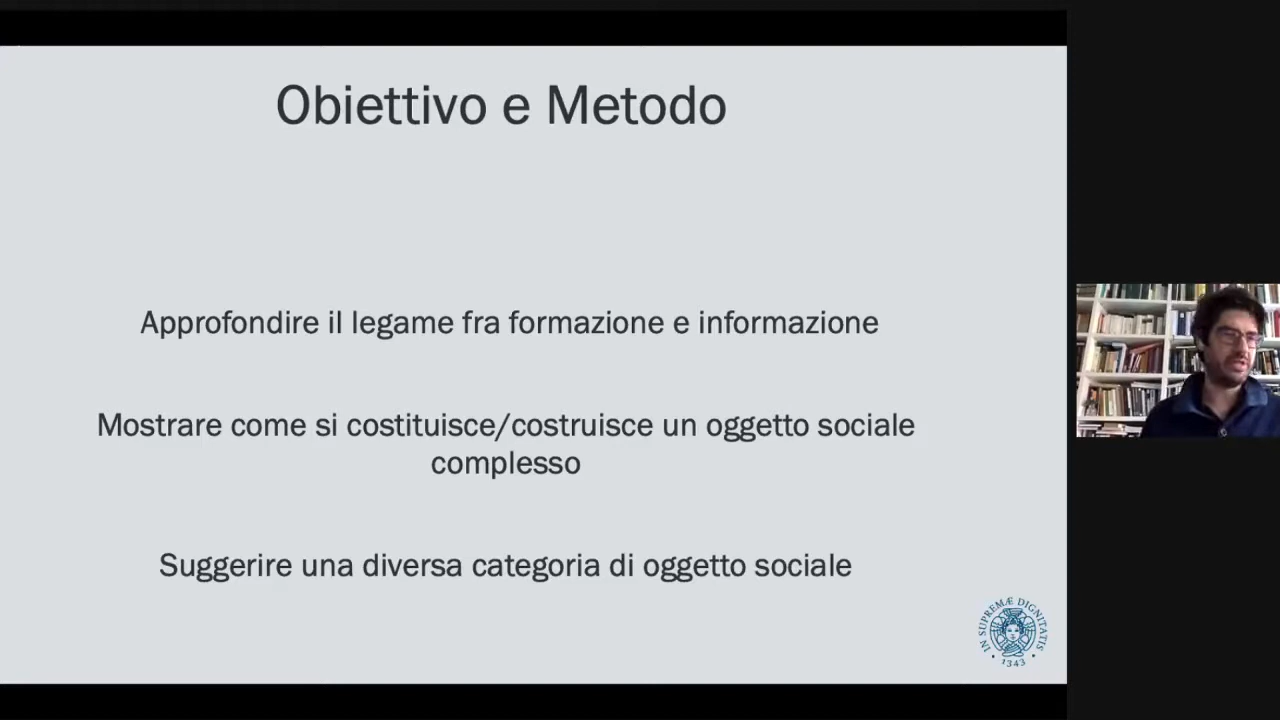 Obiettivo e Metodo
Approfondire il legame fra formazione e informazione
Mostrare come si costituisce/costruisce un oggetto sociale
complesso
Suggerire una diversa categoria di oggetto sociale
IN SUPREMÆ DIGNITATIS
• 1343 •